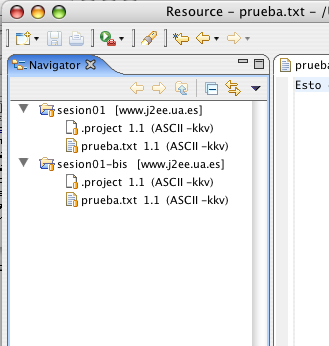 Resource - prueba.txt - /U
Navigator
prueba
Esto
sesion01 [www.j2ee.ua.es]
.project 1.1 (ASCII -kkv)
prueba.txt 1.1 (ASCII -kkv)
sesion01-bis [www.j2ee.ua.es]
.project 1.1 (ASCII -kkv)
prueba.txt 1.1 (ASCII -kkv)